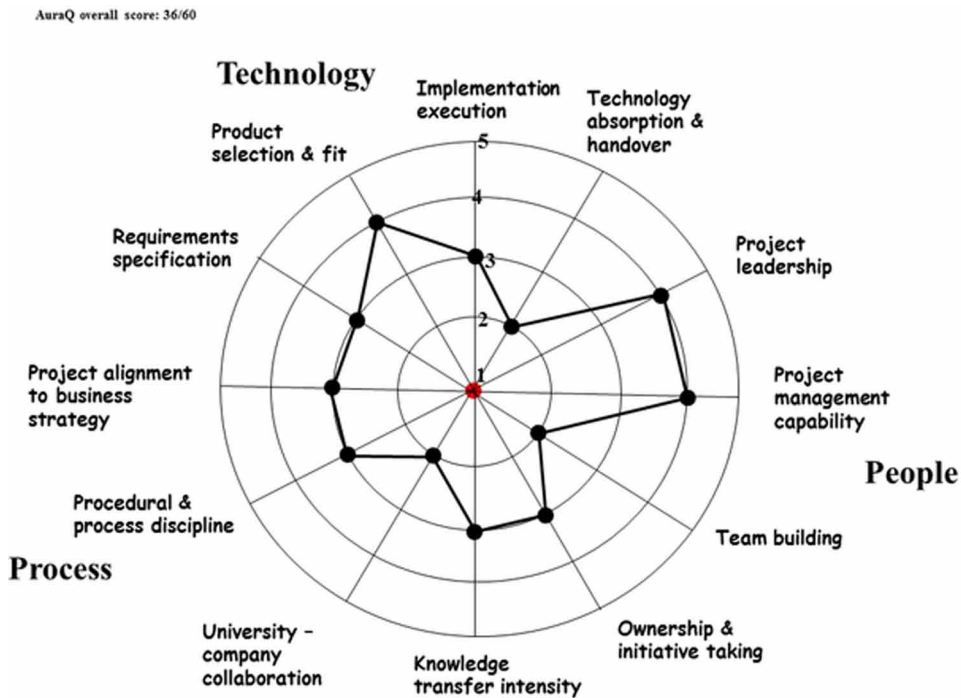 AuraQ overall score: 36/60
Technology
Implementation
execution
Technology
absorption &
handover
Product
selection & fit
5
4
3
2
1
Requirements
specification
Project
leadership
Project alignment
to business
strategy
Project
management
capability
People
Procedural &
process discipline
Team building
Process
University –
company
collaboration
Knowledge
transfer intensity
Ownership &
initiative taking